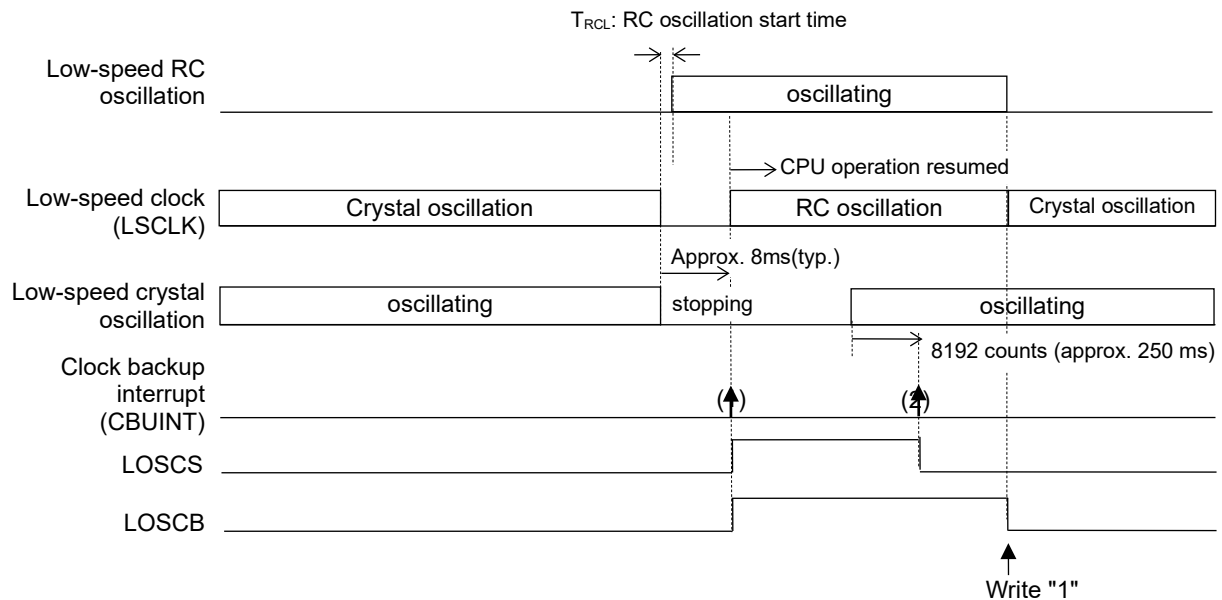 TRCL: RC oscillation start time
Low-speed RC
oscillation
oscillating
CPU operation resumed
Low-speed clock
(LSCLK)
Crystal oscillation
RC oscillation
Crystal oscillation
Approx. 8ms(typ.)
Low-speed crystal
oscillation
oscillating
stopping
oscillating
8192 counts (approx. 250 ms)
Clock backup
interrupt
(CBUINT)
(1)
(2)
LOSCS
LOSCB
Write "1"